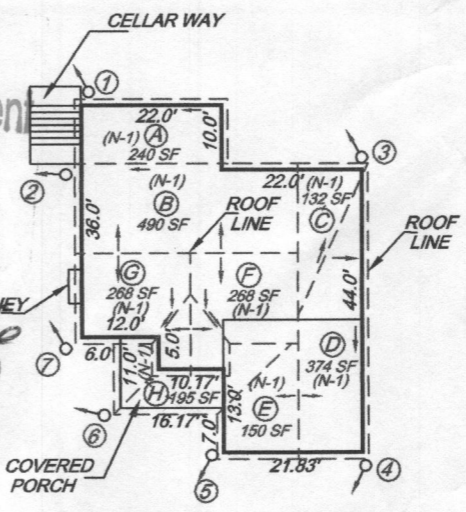 CELLAR WAY
1
22.0'
(N-1)
A
240 SF
10.0'
3
2
(N-1)
B
490 SF
22.0'
(N-1)
132 SF
C
ROOF
LINE
ROOF
LINE
36.0'
44.0'
G
268 SF
(N-1)
F
268 SF
(N-1)
12.0'
5.0'
D
374 SF
(N-1)
7
6.0'
11.0'
(N-1)
H
195 SF
10.17'
13.0'
(N-1)
E
150 SF
16.17'
7.0'
6
COVERED
PORCH
5
21.83'
4